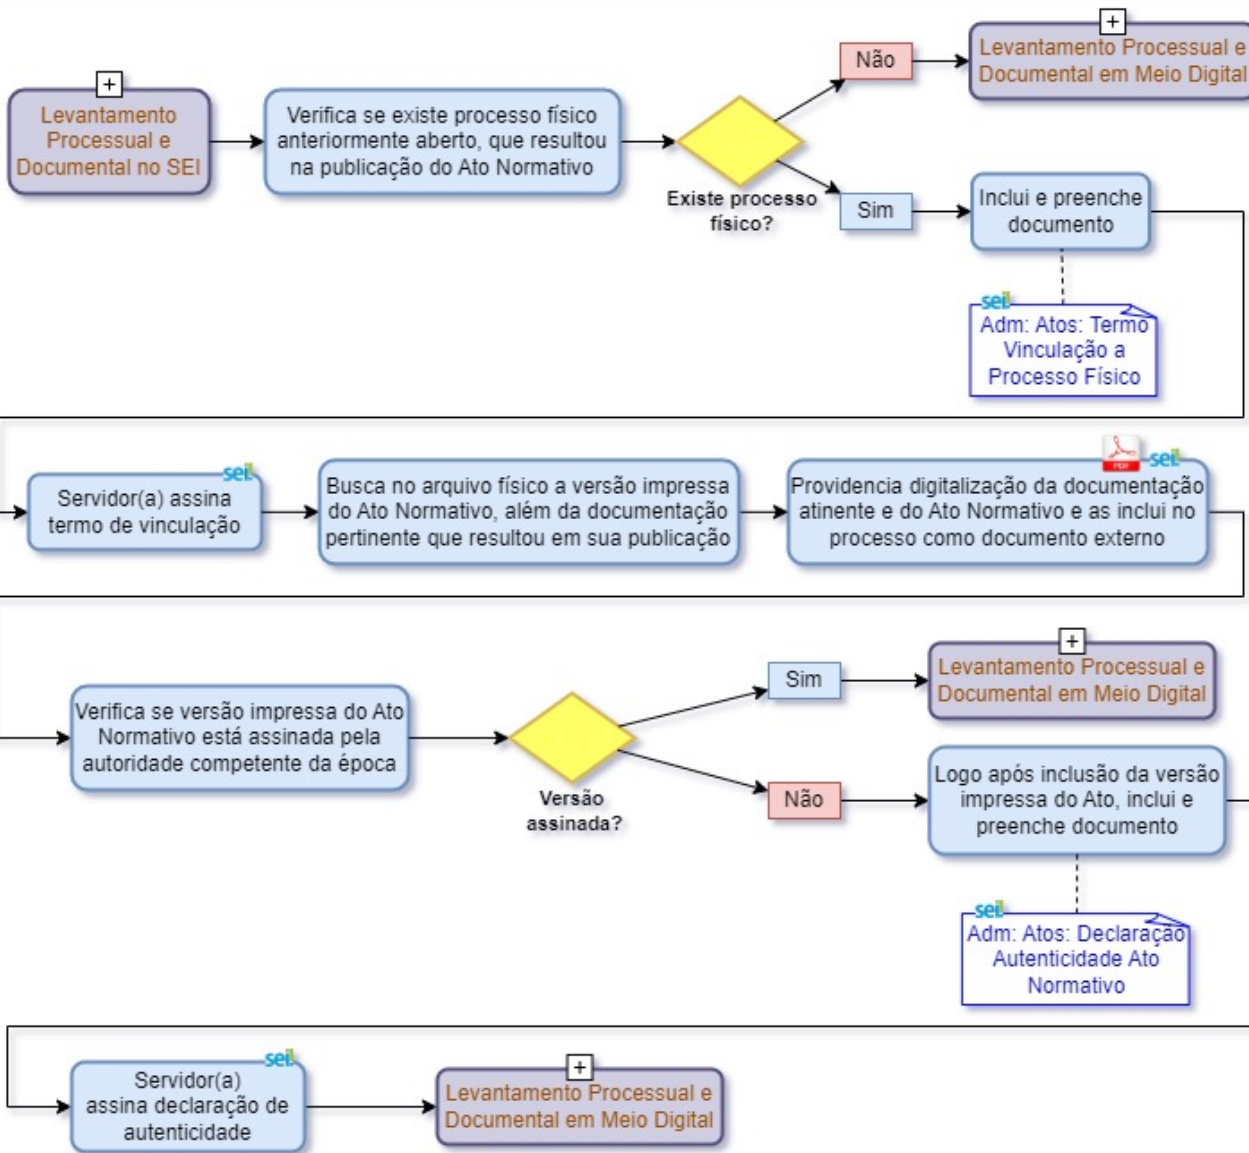 +
Levantamento
Processual e
Documental no SEI
Verifica se existe processo físico
anteriormente aberto, que resultou
na publicação do Ato Normativo
Existe processo
físico?
Não
+
Levantamento Processual e
Documental em Meio Digital
Sim
Inclui e preenche
documento
sei!
Adm: Atos: Termo
Vinculação a
Processo Físico
sei!
Servidor(a) assina
termo de vinculação
Busca no arquivo físico a versão impressa
do Ato Normativo, além da documentação
pertinente que resultou em sua publicação
PDF
sei!
Providencia digitalização da documentação
atinente e do Ato Normativo e as inclui no
processo como documento externo
Verifica se versão impressa do Ato
Normativo está assinada pela
autoridade competente da época
Versão
assinada?
Sim
+
Levantamento Processual e
Documental em Meio Digital
Não
Logo após inclusão da versão
impressa do Ato, inclui e
preenche documento
sei!
Adm: Atos: Declaração
Autenticidade Ato
Normativo
sei!
Servidor(a)
assina declaração de
autenticidade
+
Levantamento Processual e
Documental em Meio Digital